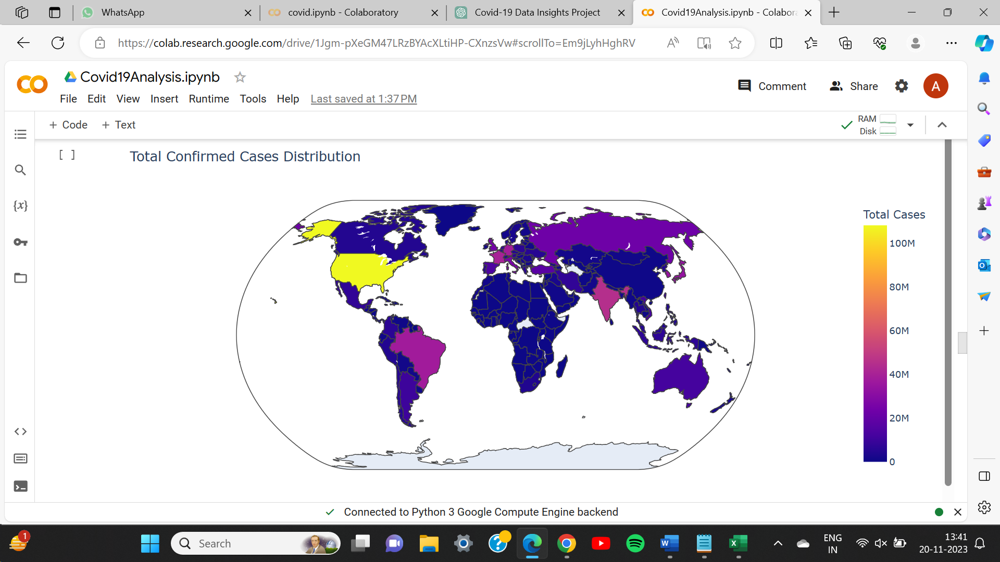 WhatsApp
covid.ipynb - Colaboratory
Covid-19 Data Insights Project
Covid19Analysis.ipynb - Colabora
https://colab.research.google.com/drive/1Jgm-pXeGM47LRzBYAcXLtiHP-CXnzsVw#scrollTo=Em9jLyhHghRV
Covid19Analysis.ipynb
Comment
Share
A
File Edit View Insert Runtime Tools Help Last saved at 1:37 PM
+ Code + Text
RAM
Disk
[ ]
Total Confirmed Cases Distribution
{x}
Total Cases
100M
80M
60M
40M
20M
0
Connected to Python 3 Google Compute Engine backend
1
Search
ENG
IN
13:41
20-11-2023